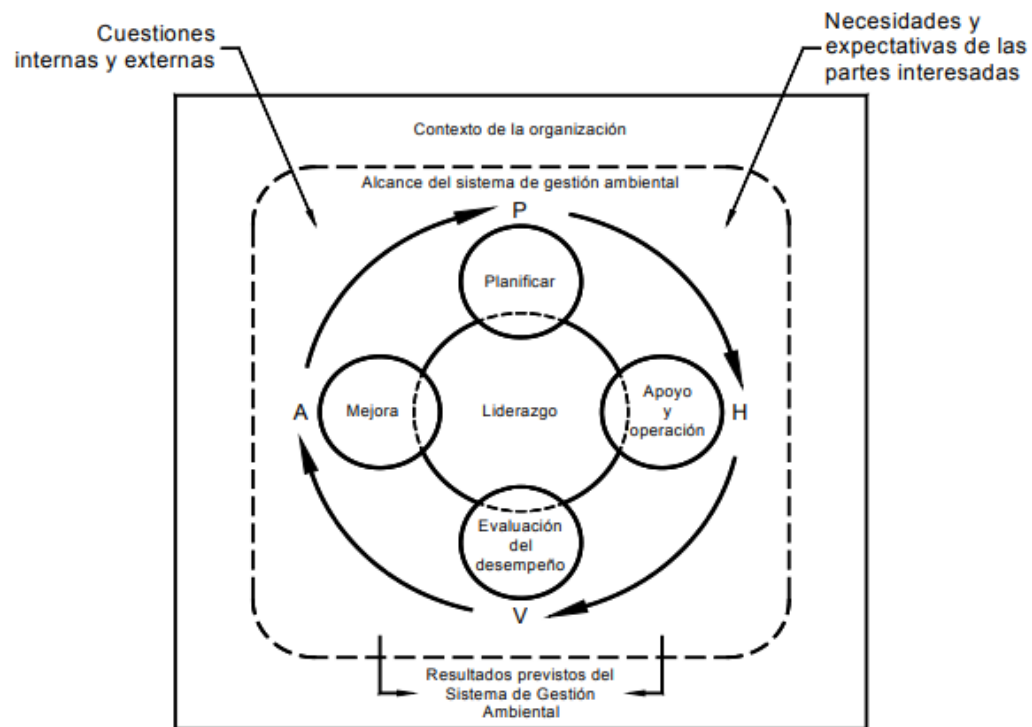 Cuestiones
internas y externas
Necesidades y
expectativas de las
partes interesadas
Contexto de la organización
Alcance del sistema de gestión ambiental
P
Planificar
A
Mejora
Liderazgo
Apoyo
y
operación
H
Evaluación
del
desempeño
V
Resultados previstos del
Sistema de Gestión
Ambiental